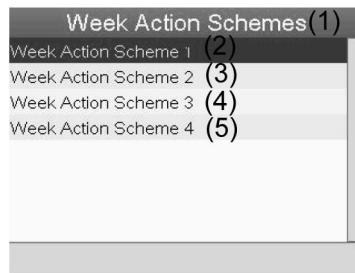 Week Action Schemes(1)
Week Action Scheme 1 (2)
Week Action Scheme 2 (3)
Week Action Scheme 3 (4)
Week Action Scheme 4 (5)